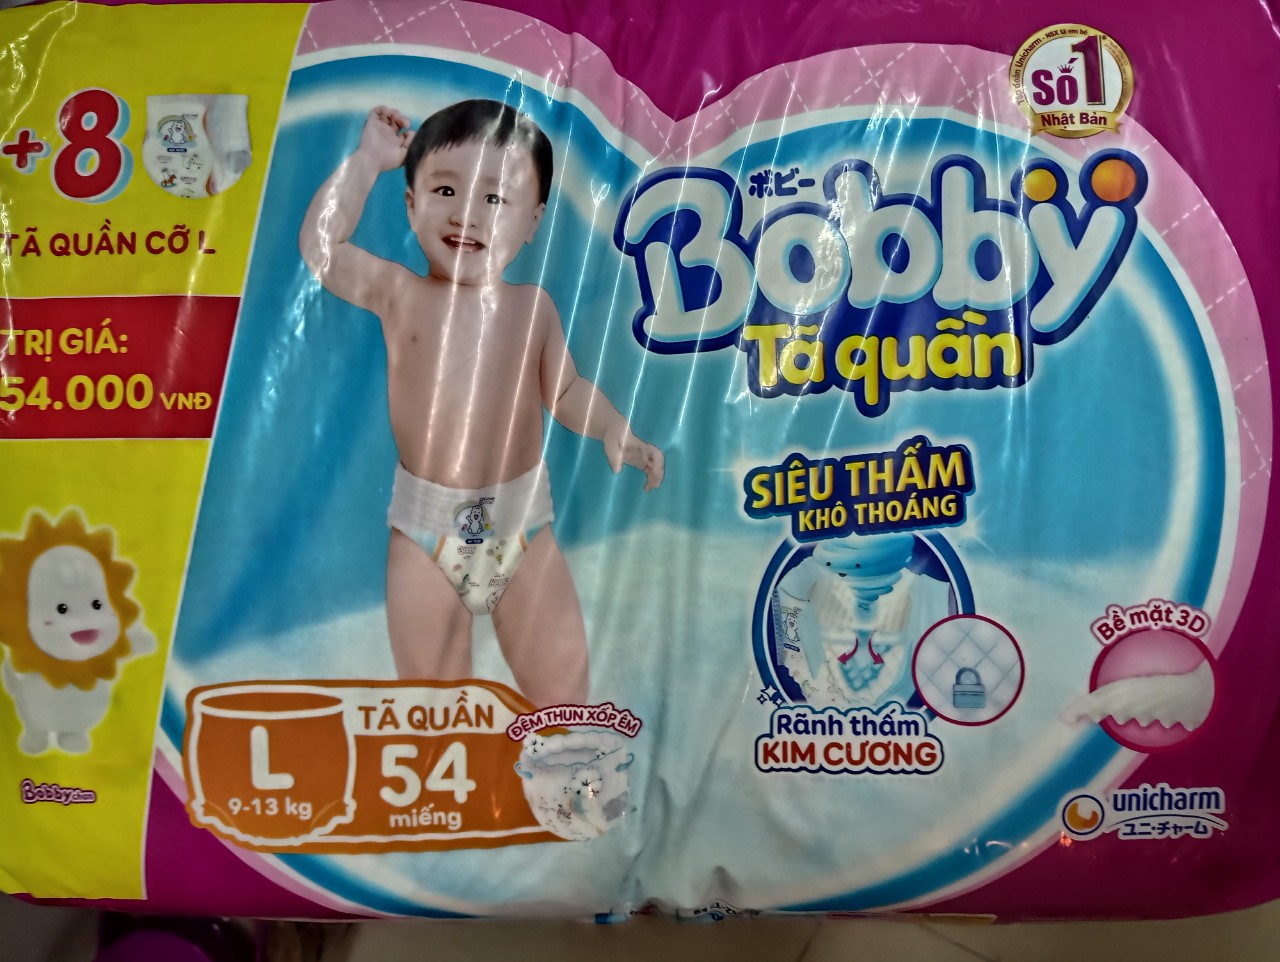 +8
TÃ QUẦN CỠ L
TRỊ GIÁ:
54.000 VNĐ
Bobby chan
Số 1
Nhật Bản
ボビー
Bobby
Tã quần
SIÊU THẤM
KHÔ THOÁNG
Rãnh thấm
KIM CƯƠNG
Bề mặt 3D
L
9-13 kg
TÃ QUẦN
54
miếng
ĐỆM THUN XỐP ÊM
unicharm
ユニ・チャーム